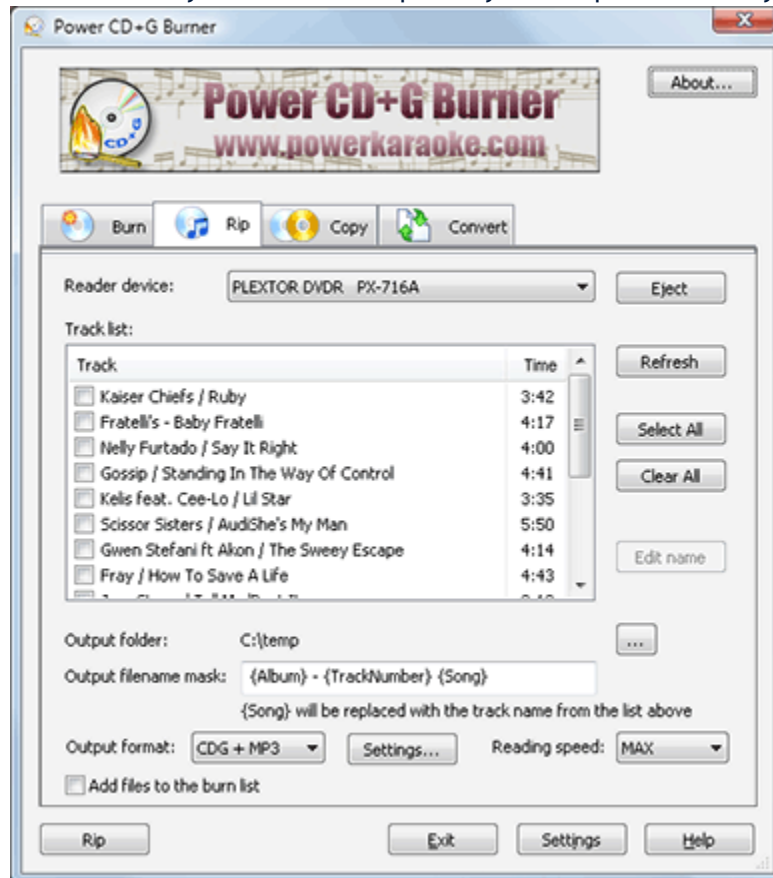 Power CD+G Burner
CD+G
Power CD+G Burner
www.powerkaraoke.com
About...
Burn
Rip
Copy
Convert
Reader device:
PLEXTOR DVDR PX-716A
Eject
Track list:
Track Time
Refresh
Kaiser Chiefs / Ruby 3:42
Fratelli's - Baby Fratelli 4:17
Select All
Nelly Furtado / Say It Right 4:00
Gossip / Standing In The Way Of Control 4:41
Clear All
Kelis feat. Cee-Lo / Lil Star 3:35
Scissor Sisters / AudiShe's My Man 5:50
Gwen Stefani ft Akon / The Sweey Escape 4:14
Edit name
Fray / How To Save A Life 4:43
Output folder: C:\temp
...
Output filename mask: {Album} - {TrackNumber} {Song}
{Song} will be replaced with the track name from the list above
Output format: CDG + MP3 Settings... Reading speed: MAX
Add files to the burn list
Rip Exit Settings Help